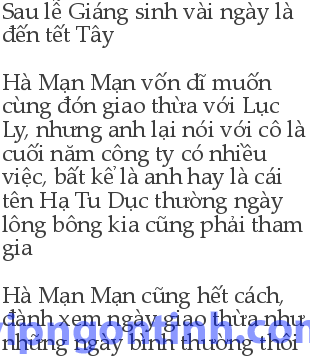 Sau lễ Giáng sinh vài ngày là
đến tết Tây
Hà Mạn Mạn vốn dĩ muốn
cùng đón giao thừa với Lục
Ly, nhưng anh lại nói với cô là
cuối năm công ty có nhiều
việc, bất kể là anh hay là cái
tên Hạ Tu Dục thường ngày
lông bông kia cũng phải tham
gia
Hà Mạn Mạn cũng hết cách,
đành xem ngày giao thừa như
những ngày bình thường thôi
vipngontinh.com